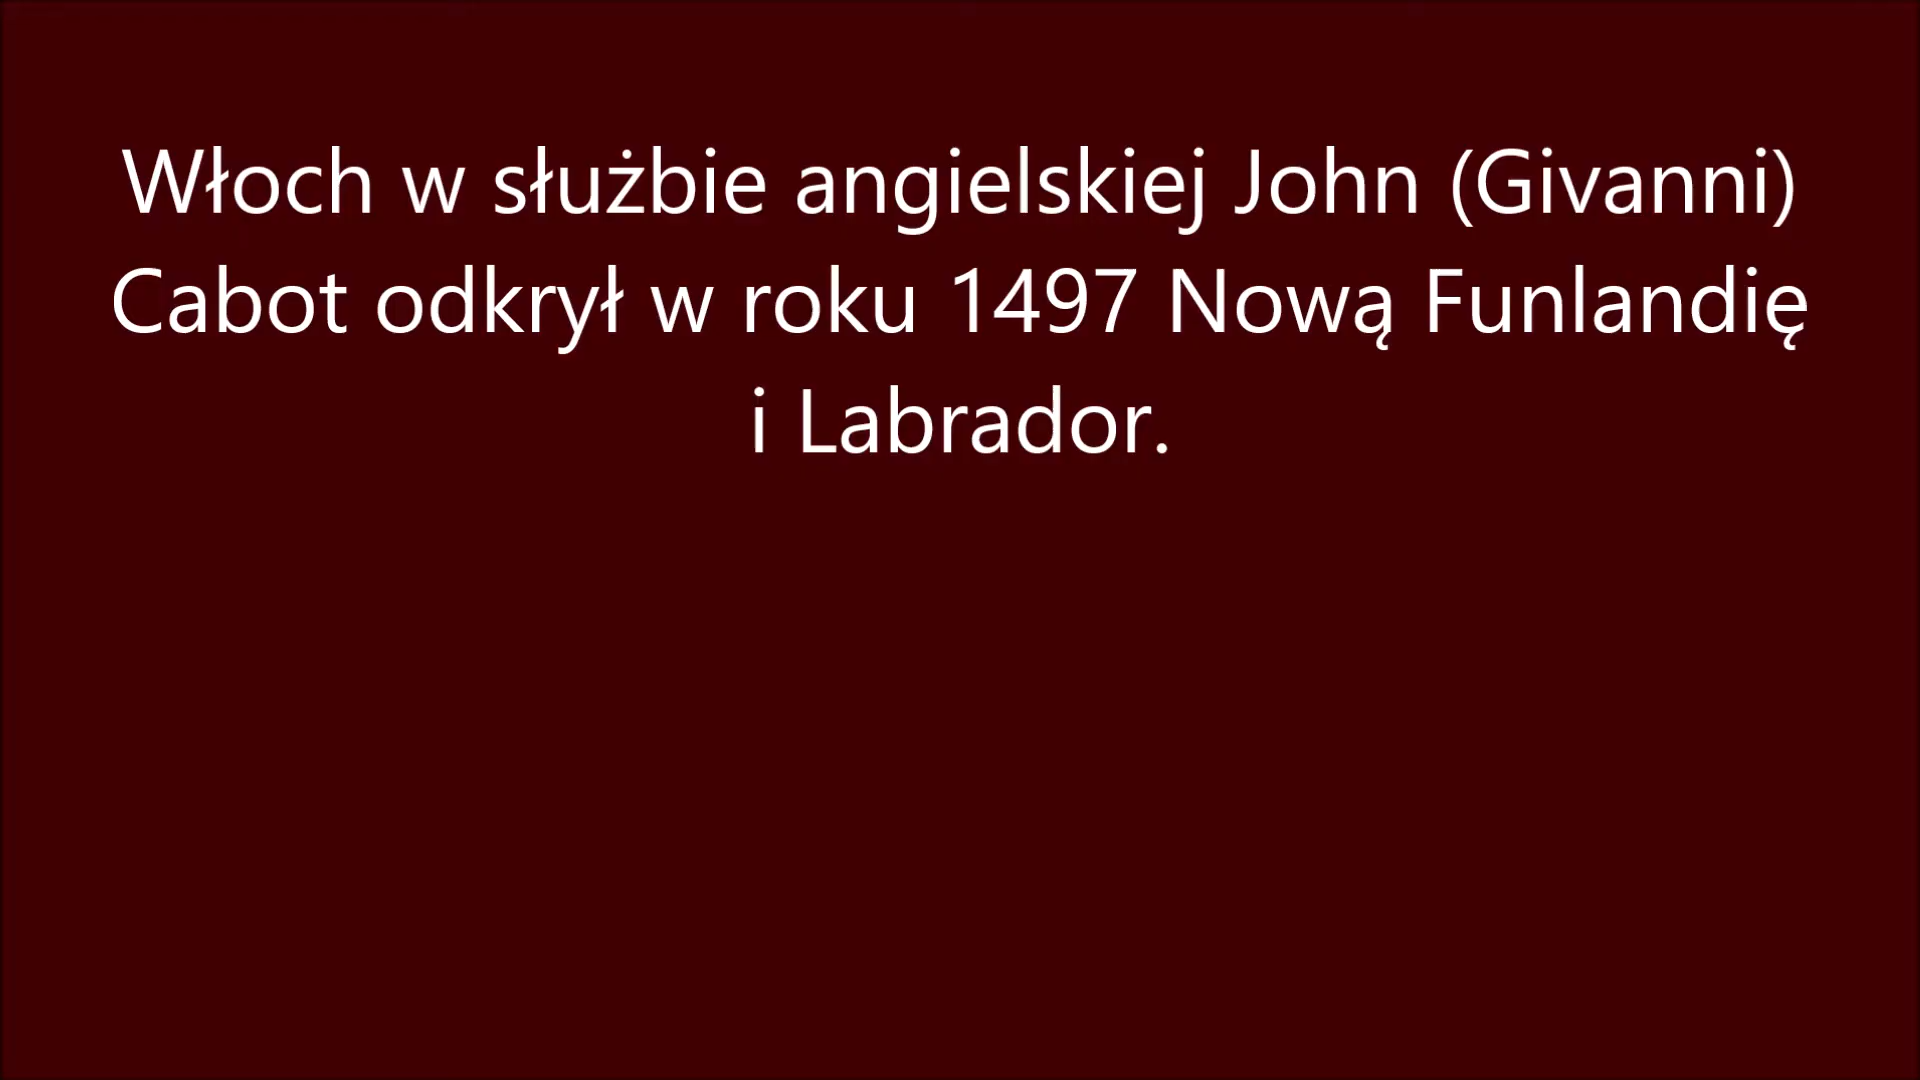 Włoch w służbie angielskiej John (Givanni)
Cabot odkrył w roku 1497 Nową Funlandię
i Labrador.